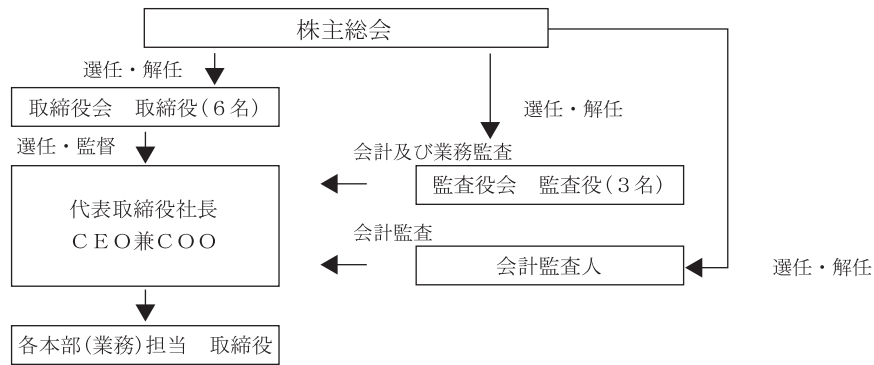 株主総会
選任・解任
取締役会　取締役(6名)
選任・解任
選任・監督
会計及び業務監査
監査役会　監査役(3名)
代表取締役社長
CEO兼COO
会計監査
会計監査人
選任・解任
各本部(業務)担当　取締役